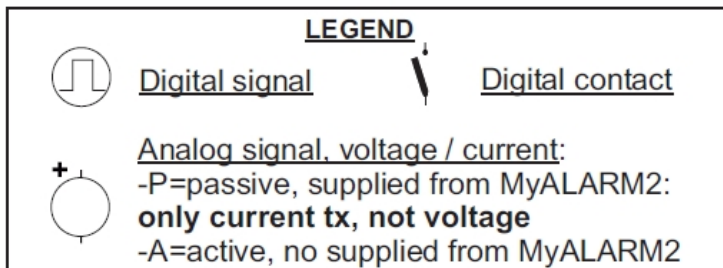 LEGEND
Digital signal Digital contact
+ Analog signal, voltage / current:
-P=passive, supplied from MyALARM2:
only current tx, not voltage
-A=active, no supplied from MyALARM2